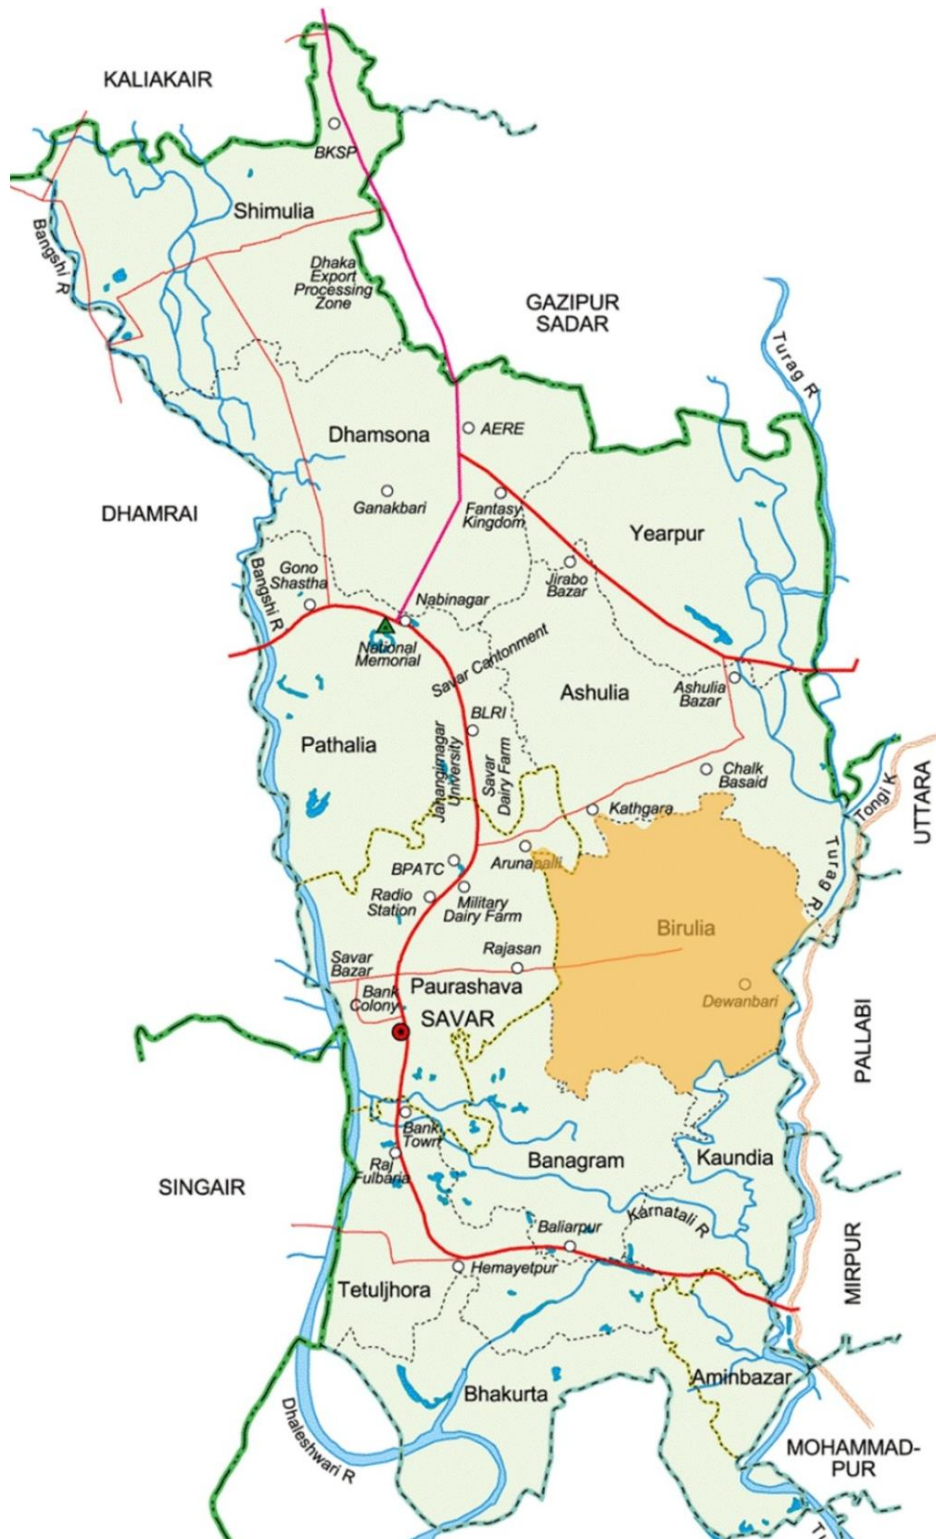 KALIAKAIR
BKSP
Shimulia
Bangshi R
Dhaka
Export
Processing
Zone
GAZIPUR
SADAR
Turag R
Dhamsona
AERE
DHAMRAI
Ganakbari
Fantasy
Kingdom
Yearpur
Gono
Shastha
Bangshi R
Jirabo
Bazar
Nabinagar
National
Memorial
Savar Cantonment
Ashulia
Ashulia
Bazar
BLRI
Pathalia
Jahangirnagar
University
Savar
Dairy Farm
Chalk
Basaid
Kathgara
Tongi K
UTTARA
BPATC
Arunapalli
Turag R
Radio
Station
Military
Dairy Farm
Birulia
Rajasan
Savar
Bazar
Paurashava
Bank
Colony
SAVAR
Dewanbari
PALLABI
Bank
Town
Raj
Fulbaria
Banagram
Kaundia
SINGAIR
Karnatali R
Baliarpur
MIRPUR
Hemayetpur
Tetuljhora
Aminbazar
Bhakurta
Dhaleshwari R
MOHAMMAD-
PUR